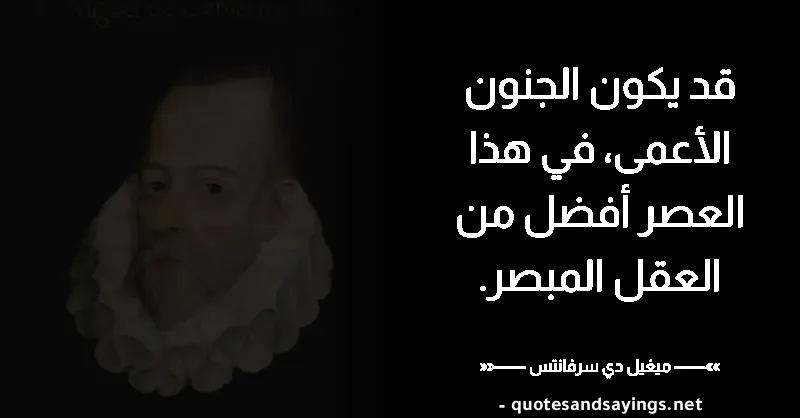 قد يكون الجنون
الأعمى، في هذا
العصر أفضل من
العقل المبصر.
»——— ميغيل دي سرفانتس ———»»
- quotesandsayings.net